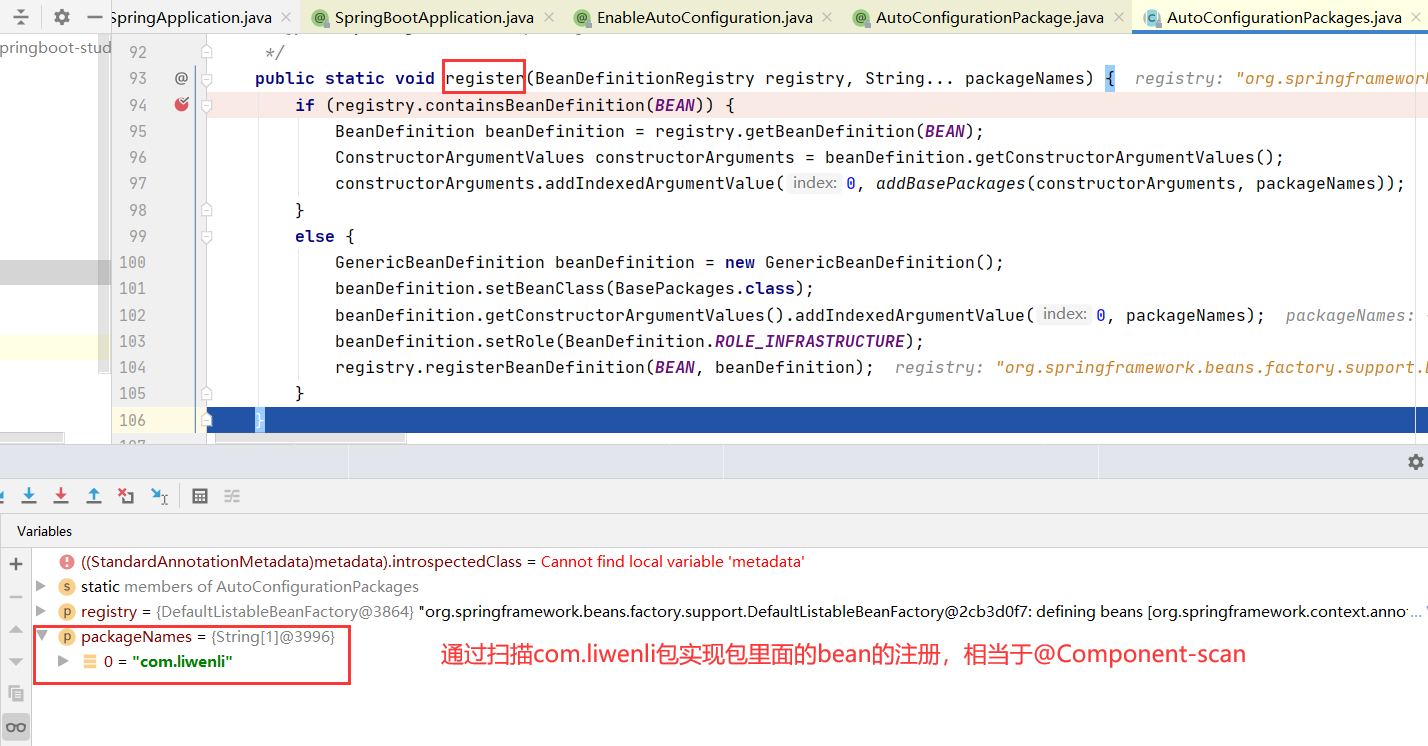 SpringApplication.java SpringBootApplication.java EnableAutoConfiguration.java AutoConfigurationPackage.java AutoConfigurationPackages.java
pringboot-stud
92 */
93 @ public static void register(BeanDefinitionRegistry registry, String... packageNames) { registry: "org.springframework
94 if (registry.containsBeanDefinition(BEAN)) {
95 BeanDefinition beanDefinition = registry.getBeanDefinition(BEAN);
96 ConstructorArgumentValues constructorArguments = beanDefinition.getConstructorArgumentValues();
97 constructorArguments.addIndexedArgumentValue( index: 0, addBasePackages(constructorArguments, packageNames));
98 }
99 else {
100 GenericBeanDefinition beanDefinition = new GenericBeanDefinition();
101 beanDefinition.setBeanClass(BasePackages.class);
102 beanDefinition.getConstructorArgumentValues().addIndexedArgumentValue( index: 0, packageNames); packageNames:
103 beanDefinition.setRole(BeanDefinition.ROLE_INFRASTRUCTURE);
104 registry.registerBeanDefinition(BEAN, beanDefinition); registry: "org.springframework.beans.factory.support.
105 }
106 }
Variables
((StandardAnnotationMetadata)metadata).introspectedClass = Cannot find local variable 'metadata'
s static members of AutoConfigurationPackages
p registry = {DefaultListableBeanFactory@3864} "org.springframework.beans.factory.support.DefaultListableBeanFactory@2cb3d0f7: defining beans [org.springframework.context.anno... V
p packageNames = {String[1]@3996}
0 = "com.liwenli"
通过扫描com.liwenli包实现包里面的bean的注册，相当于@Component-scan